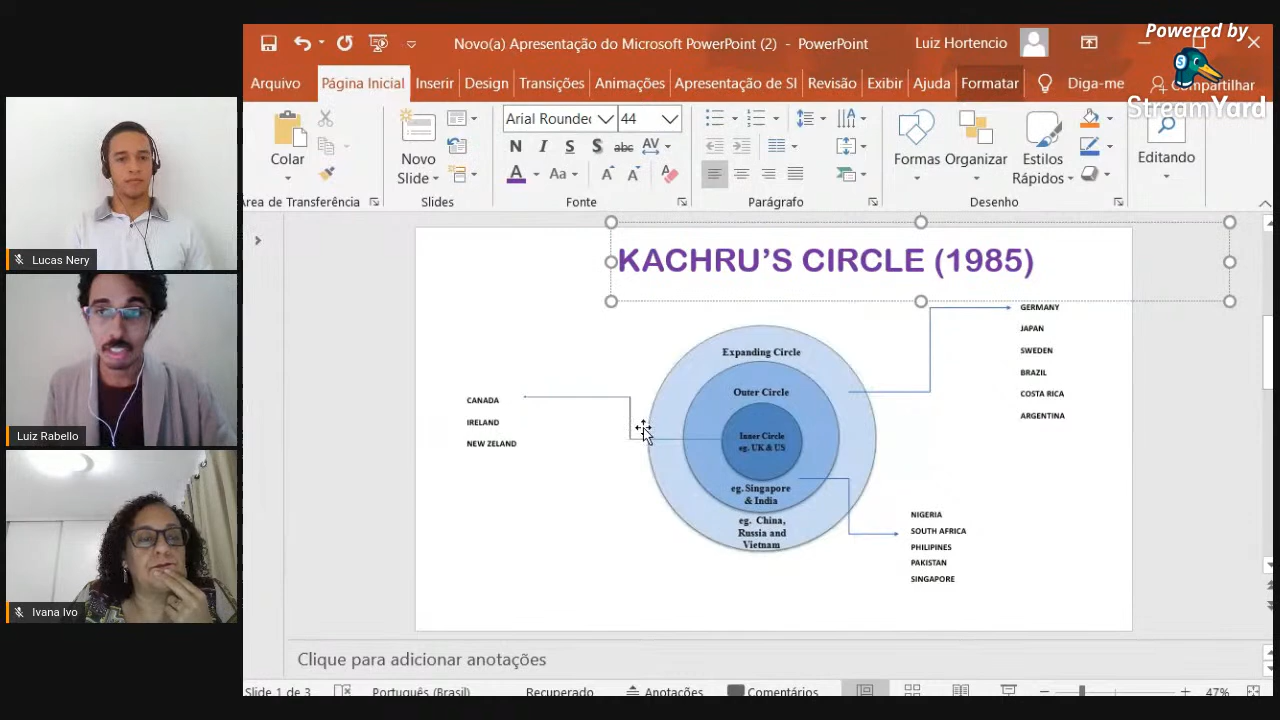 Powered by
StreamYard
Novo(a) Apresentação do Microsoft PowerPoint (2) - PowerPoint
Luiz Hortencio
Arquivo
Página Inicial
Inserir
Design
Transições
Animações
Apresentação de Sl
Revisão
Exibir
Ajuda
Formatar
Diga-me
Compartilhar
Colar
Novo
Slide
Arial Rounde
44
N I S S abc AV
A Aa A A
Formas
Organizar
Estilos
Rápidos
Editando
Área de Transferência
Slides
Fonte
Parágrafo
Desenho
Lucas Nery
Luiz Rabello
Ivana Ivo
KACHRU’S CIRCLE (1985)
CANADA
IRELAND
NEW ZELAND
Expanding Circle
Outer Circle
Inner Circle
eg. UK & US
eg. Singapore
& India
eg. China,
Russia and
Vietnam
GERMANY
JAPAN
SWEDEN
BRAZIL
COSTA RICA
ARGENTINA
NIGERIA
SOUTH AFRICA
PHILIPINES
PAKISTAN
SINGAPORE
Clique para adicionar anotações
Slide 1 de 3
Português (Brasil)
Recuperado
Anotações
Comentários
47%